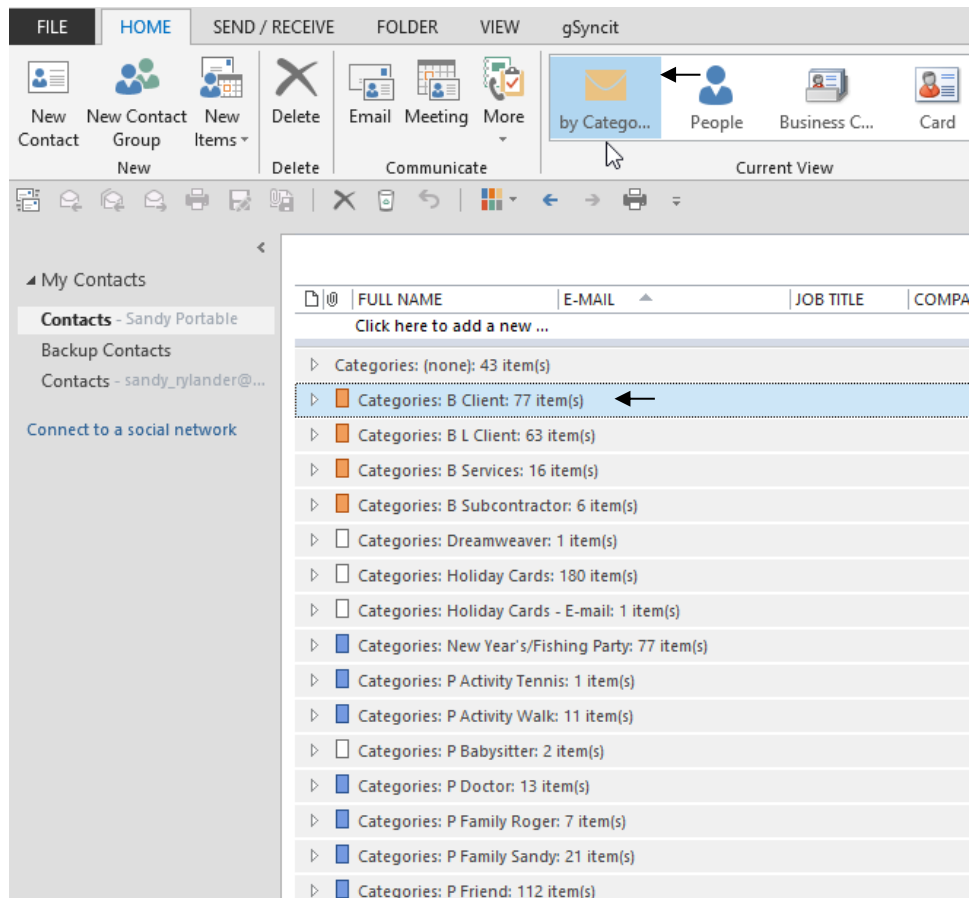 FILE HOME SEND / RECEIVE FOLDER VIEW gSyncit
New Contact New Contact Group New Items Delete Email Meeting More by Catego... People Business C... Card
New Delete Communicate Current View
My Contacts
Contacts - Sandy Portable
Backup Contacts
Contacts - sandy_rylander@...
Connect to a social network
FULL NAME E-MAIL JOB TITLE COMPA
Click here to add a new ...
Categories: (none): 43 item(s)
Categories: B Client: 77 item(s)
Categories: B L Client: 63 item(s)
Categories: B Services: 16 item(s)
Categories: B Subcontractor: 6 item(s)
Categories: Dreamweaver: 1 item(s)
Categories: Holiday Cards: 180 item(s)
Categories: Holiday Cards - E-mail: 1 item(s)
Categories: New Year's/Fishing Party: 77 item(s)
Categories: P Activity Tennis: 1 item(s)
Categories: P Activity Walk: 11 item(s)
Categories: P Babysitter: 2 item(s)
Categories: P Doctor: 13 item(s)
Categories: P Family Roger: 7 item(s)
Categories: P Family Sandy: 21 item(s)
Categories: P Friend: 112 item(s)